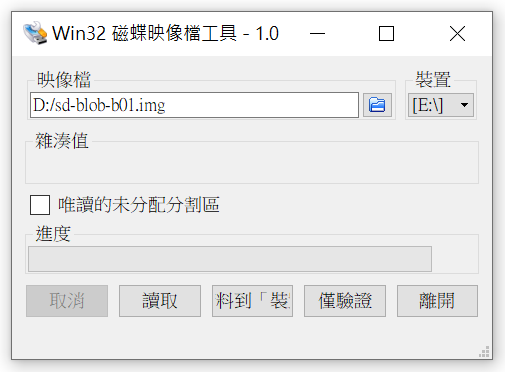 Win32 磁蝶映像檔工具 - 1.0
映像檔
裝置
D:/sd-blob-b01.img
[E:\]
雜湊值
唯讀的未分配分割區
進度
取消
讀取
料到「裝
僅驗證
離開